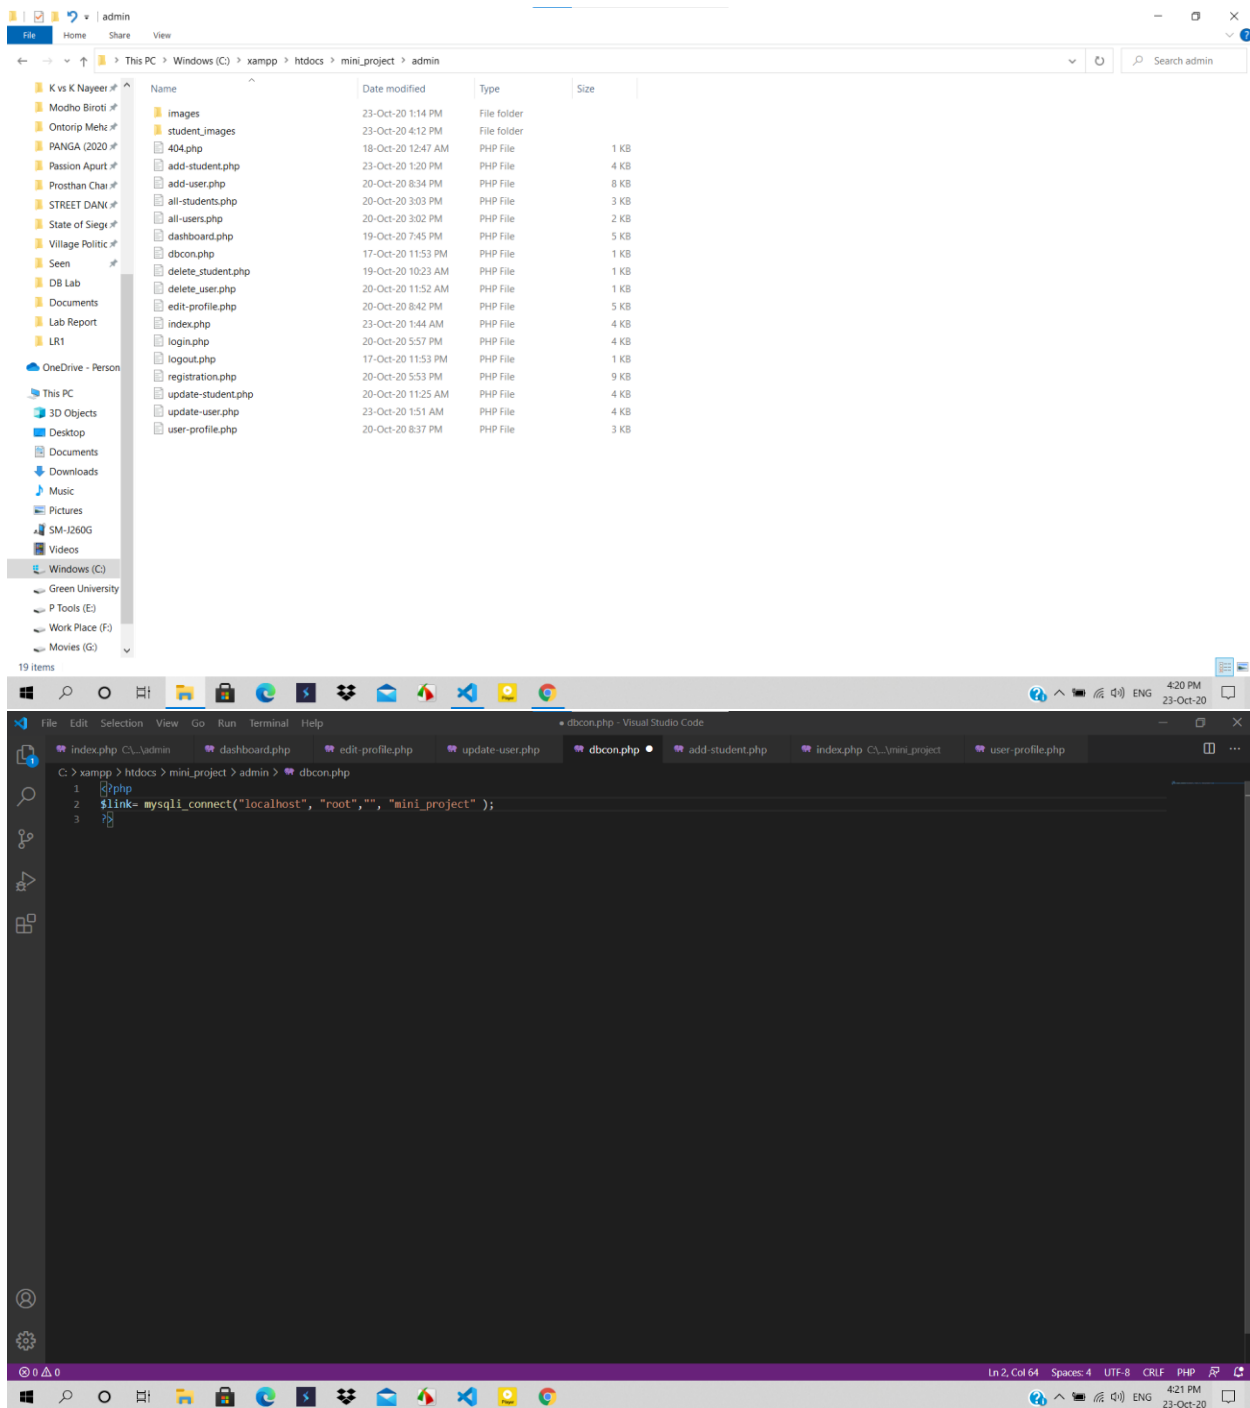 admin
File Home Share View
This PC > Windows (C:) > xampp > htdocs > mini_project > admin
Search admin
Name Date modified Type Size
K vs K Nayeer
Modho Biroti
Ontorip Meha
PANGA (2020
Passion Apurb
Prosthan Char
STREET DANC
State of Siege
Village Politic
Seen
DB Lab
Documents
Lab Report
LR1
OneDrive - Person
This PC
3D Objects
Desktop
Documents
Downloads
Music
Pictures
SM-J260G
Videos
Windows (C:)
Green University
P Tools (E:)
Work Place (F:)
Movies (G:)
images 23-Oct-20 1:14 PM File folder
student_images 23-Oct-20 4:12 PM File folder
404.php 18-Oct-20 12:47 AM PHP File 1 KB
add-student.php 23-Oct-20 1:20 PM PHP File 4 KB
add-user.php 20-Oct-20 8:34 PM PHP File 8 KB
all-students.php 20-Oct-20 3:03 PM PHP File 3 KB
all-users.php 20-Oct-20 3:02 PM PHP File 2 KB
dashboard.php 19-Oct-20 7:45 PM PHP File 5 KB
dbcon.php 17-Oct-20 11:53 PM PHP File 1 KB
delete_student.php 19-Oct-20 10:23 AM PHP File 1 KB
delete_user.php 20-Oct-20 11:52 AM PHP File 1 KB
edit-profile.php 20-Oct-20 8:42 PM PHP File 5 KB
index.php 23-Oct-20 1:44 AM PHP File 4 KB
login.php 20-Oct-20 5:57 PM PHP File 4 KB
logout.php 17-Oct-20 11:53 PM PHP File 1 KB
registration.php 20-Oct-20 5:53 PM PHP File 9 KB
update-student.php 20-Oct-20 11:25 AM PHP File 4 KB
update-user.php 23-Oct-20 1:51 AM PHP File 4 KB
user-profile.php 20-Oct-20 8:37 PM PHP File 3 KB
19 items
ENG 4:20 PM
23-Oct-20
File Edit Selection View Go Run Terminal Help ● dbcon.php - Visual Studio Code
index.php C:\...\admin dashboard.php edit-profile.php update-user.php dbcon.php ● add-student.php index.php C:\...\mini_project user-profile.php
C: > xampp > htdocs > mini_project > admin > dbcon.php
1 <?php
2 $link= mysqli_connect("localhost", "root","", "mini_project" );
3 ?>
0 0 Ln 2, Col 64 Spaces: 4 UTF-8 CRLF PHP
ENG 4:21 PM
23-Oct-20